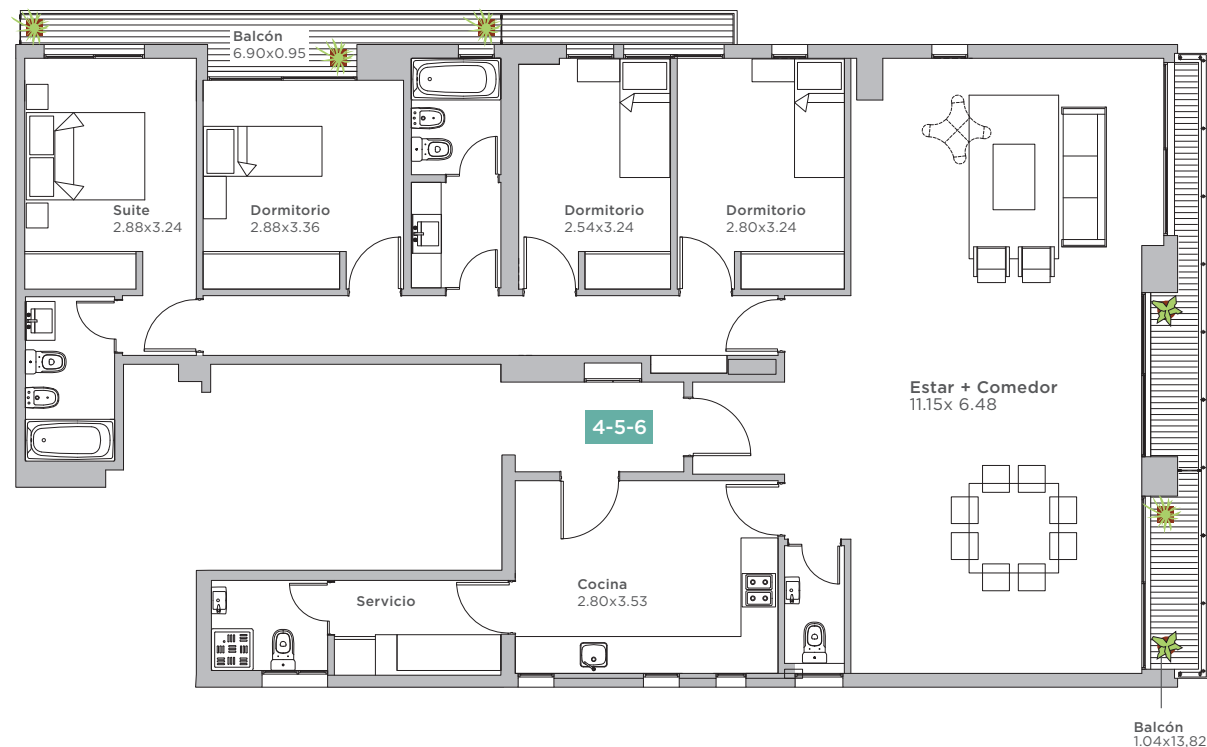 Balcón
6.90x0.95
Suite
2.88x3.24
Dormitorio
2.88x3.36
Dormitorio
2.54x3.24
Dormitorio
2.80x3.24
Estar + Comedor
11.15x 6.48
4-5-6
Cocina
2.80x3.53
Servicio
Balcón
1.04x13,82